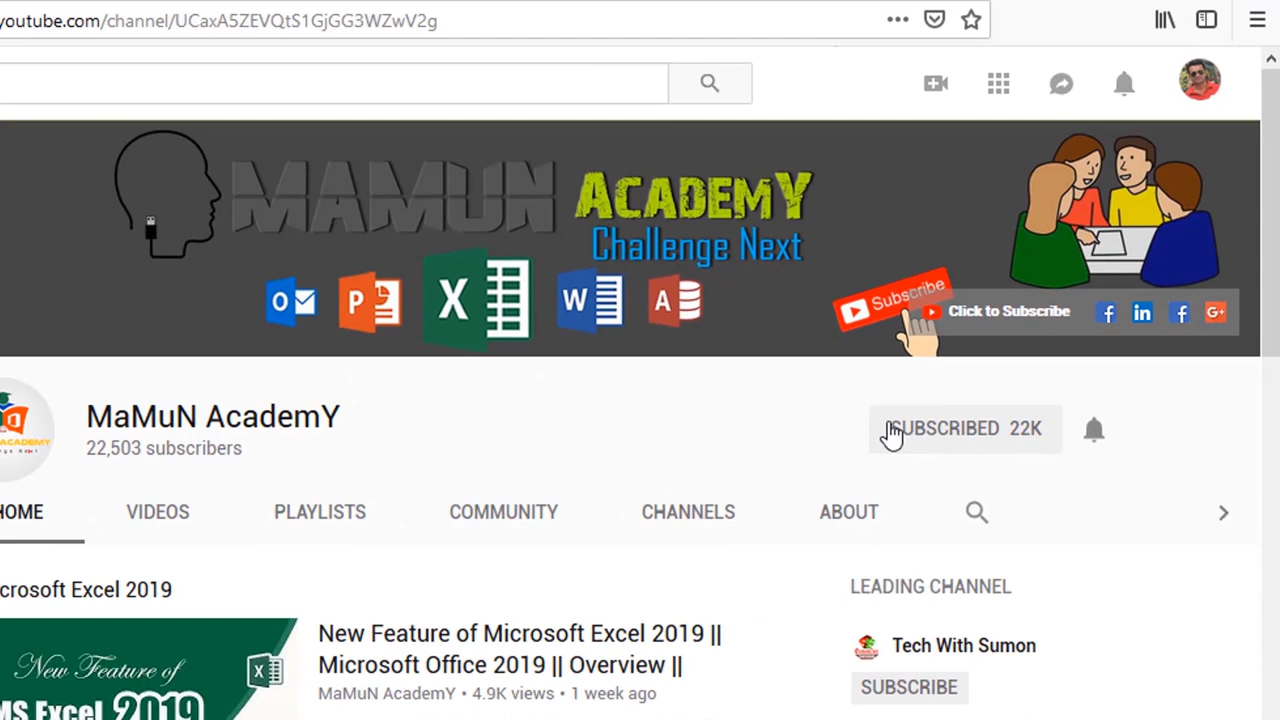 youtube.com/channel/UCaxA5ZEVQtS1GjGG3WZwV2g
MAMUN ACADEMY
Challenge Next
Subscribe
Click to Subscribe
MaMuN AcademY
22,503 subscribers
SUBSCRIBED 22K
HOME VIDEOS PLAYLISTS COMMUNITY CHANNELS ABOUT
crosoft Excel 2019
LEADING CHANNEL
New Feature of Microsoft Excel 2019 ||
Microsoft Office 2019 || Overview ||
MaMuN AcademY • 4.9K views • 1 week ago
Tech With Sumon
SUBSCRIBE
New Feature of
MS Excel 2019